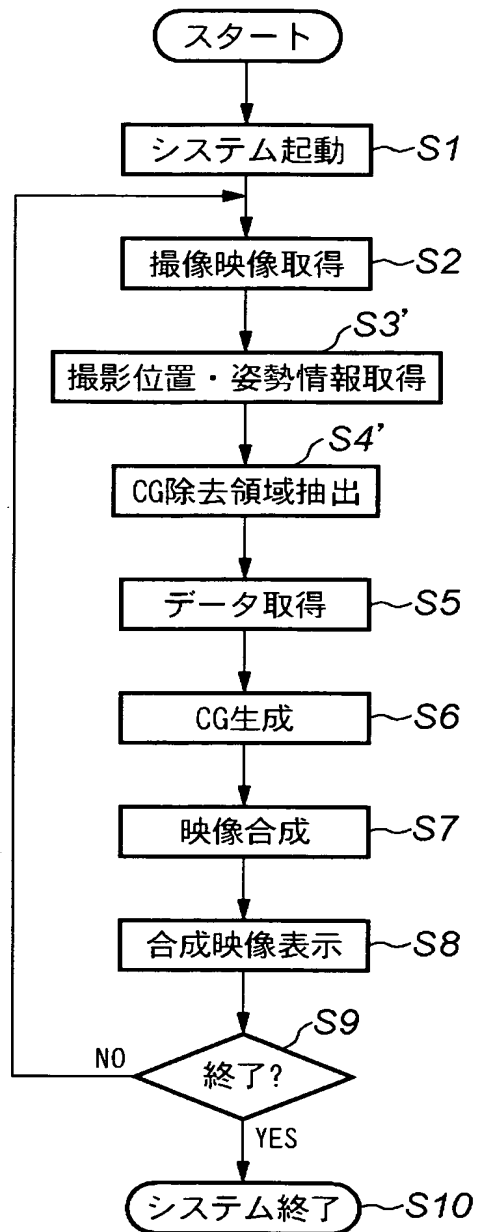 スタート
システム起動 S1
撮像映像取得 S2
S3'
撮影位置・姿勢情報取得
S4'
CG除去領域抽出
データ取得 S5
CG生成 S6
映像合成 S7
合成映像表示 S8
S9
NO
終了?
YES
システム終了 S10